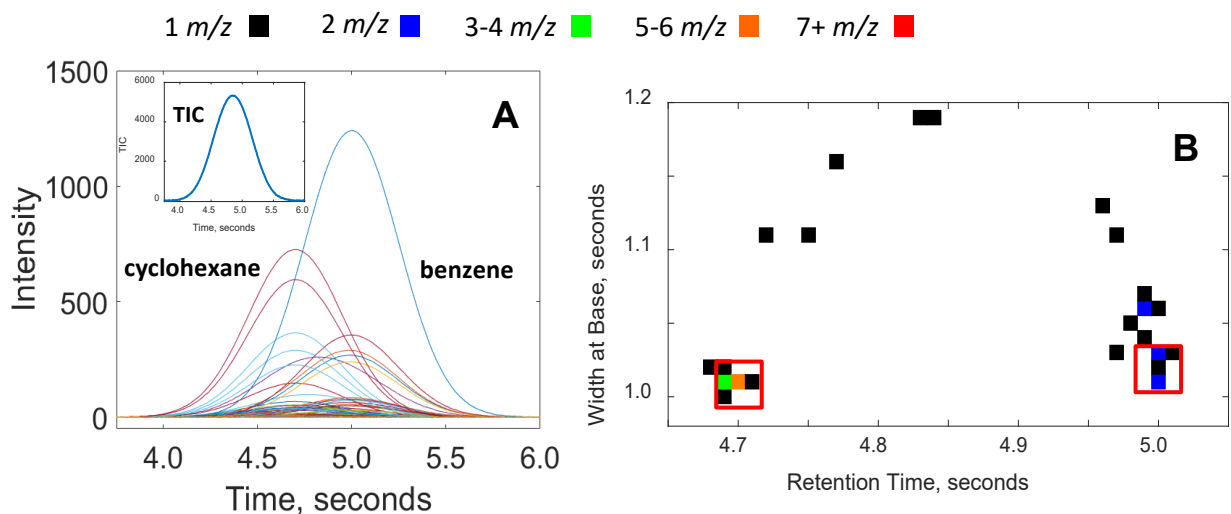 1 m/z 2 m/z 3-4 m/z 5-6 m/z 7+ m/z
A
1500
1000
500
0
Intensity
4.0 4.5 5.0 5.5 6.0
Time, seconds
cyclohexane
benzene
TIC
TIC
6000
4000
2000
0
4.0 4.5 5.0 5.5 6.0
Time, seconds
B
1.2
1.1
1.0
Width at Base, seconds
4.7 4.8 4.9 5.0
Retention Time, seconds